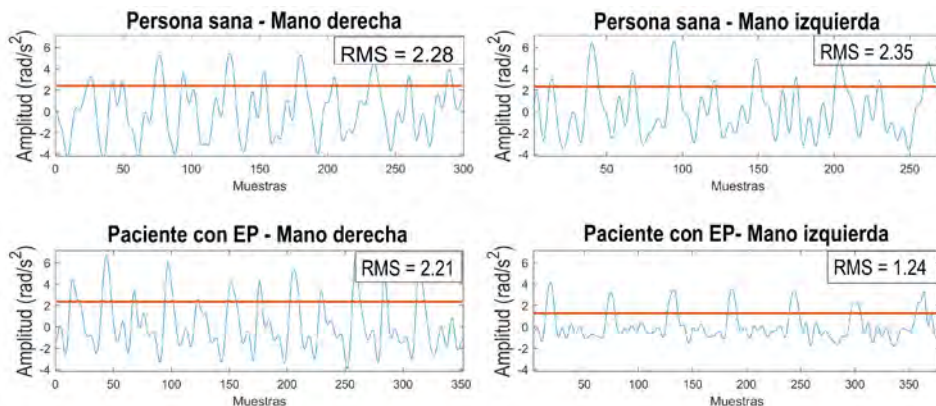 Persona sana - Mano derecha
RMS = 2.28
Amplitud (rad/s²)
6
4
2
0
-2
-4
0 50 100 150 200 250 300
Muestras
Persona sana - Mano izquierda
RMS = 2.35
Amplitud (rad/s²)
6
4
2
0
-2
-4
50 100 150 200 250
Muestras
Paciente con EP - Mano derecha
RMS = 2.21
Amplitud (rad/s²)
6
4
2
0
-2
-4
0 50 100 150 200 250 300 350
Muestras
Paciente con EP- Mano izquierda
RMS = 1.24
Amplitud (rad/s²)
6
4
2
0
-2
-4
50 100 150 200 250 300 350
Muestras